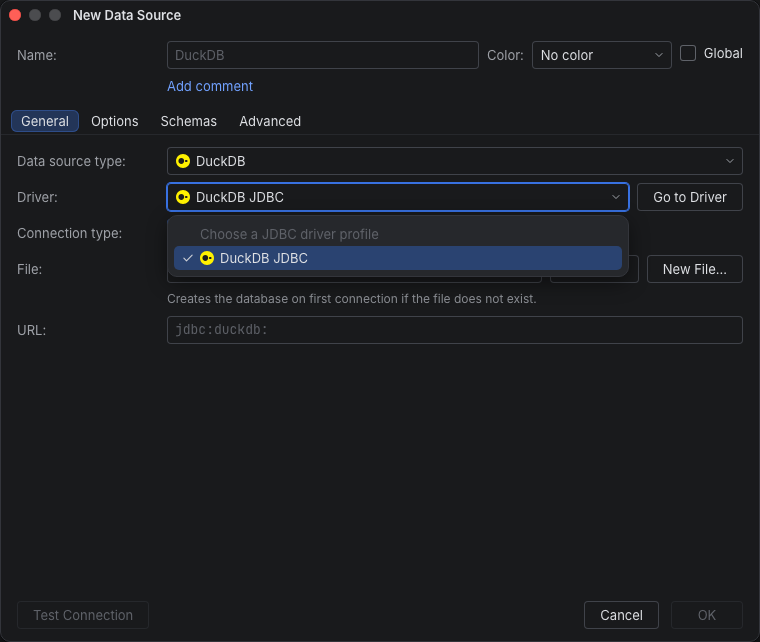 New Data Source
Name: DuckDB Color: No color Global
Add comment
General Options Schemas Advanced
Data source type: DuckDB
Driver: DuckDB JDBC Go to Driver
Connection type: Choose a JDBC driver profile
DuckDB JDBC
File: New File...
Creates the database on first connection if the file does not exist.
URL: jdbc:duckdb:
Test Connection Cancel OK